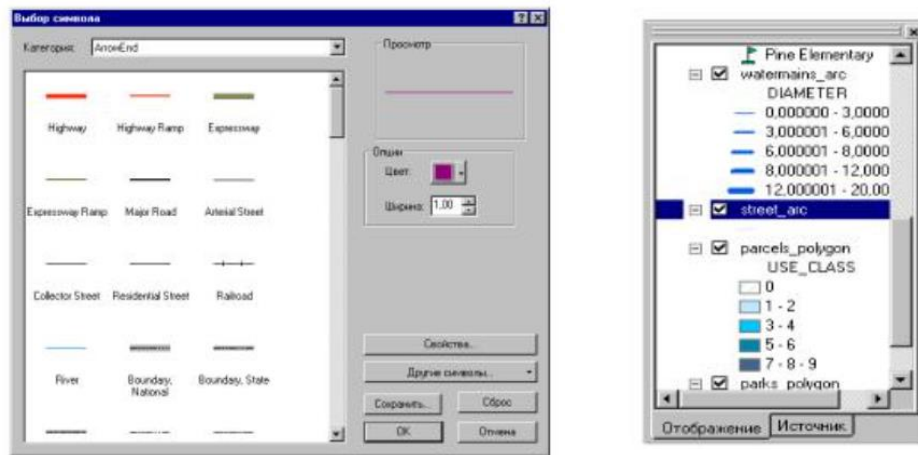 Выбор символа
Категория: ArrowEnd
Highway
Highway Ramp
Expressway
Expressway Ramp
Major Road
Arterial Street
Collector Street
Residential Street
Railroad
River
Boundary, National
Boundary, State
Просмотр
Опции
Цвет:
Ширина: 1,00
Свойства...
Другие символы...
Сохранить...
Сброс
OK
Отмена
Pine Elementary
watermains_arc
DIAMETER
0,000000 - 3,0000
3,000001 - 6,0000
6,000001 - 8,0000
8,000001 - 12,000
12,000001 - 20,00
street_arc
parcels_polygon
USE_CLASS
0
1 - 2
3 - 4
5 - 6
7 - 8 - 9
parks_polygon
Отображение
Источник